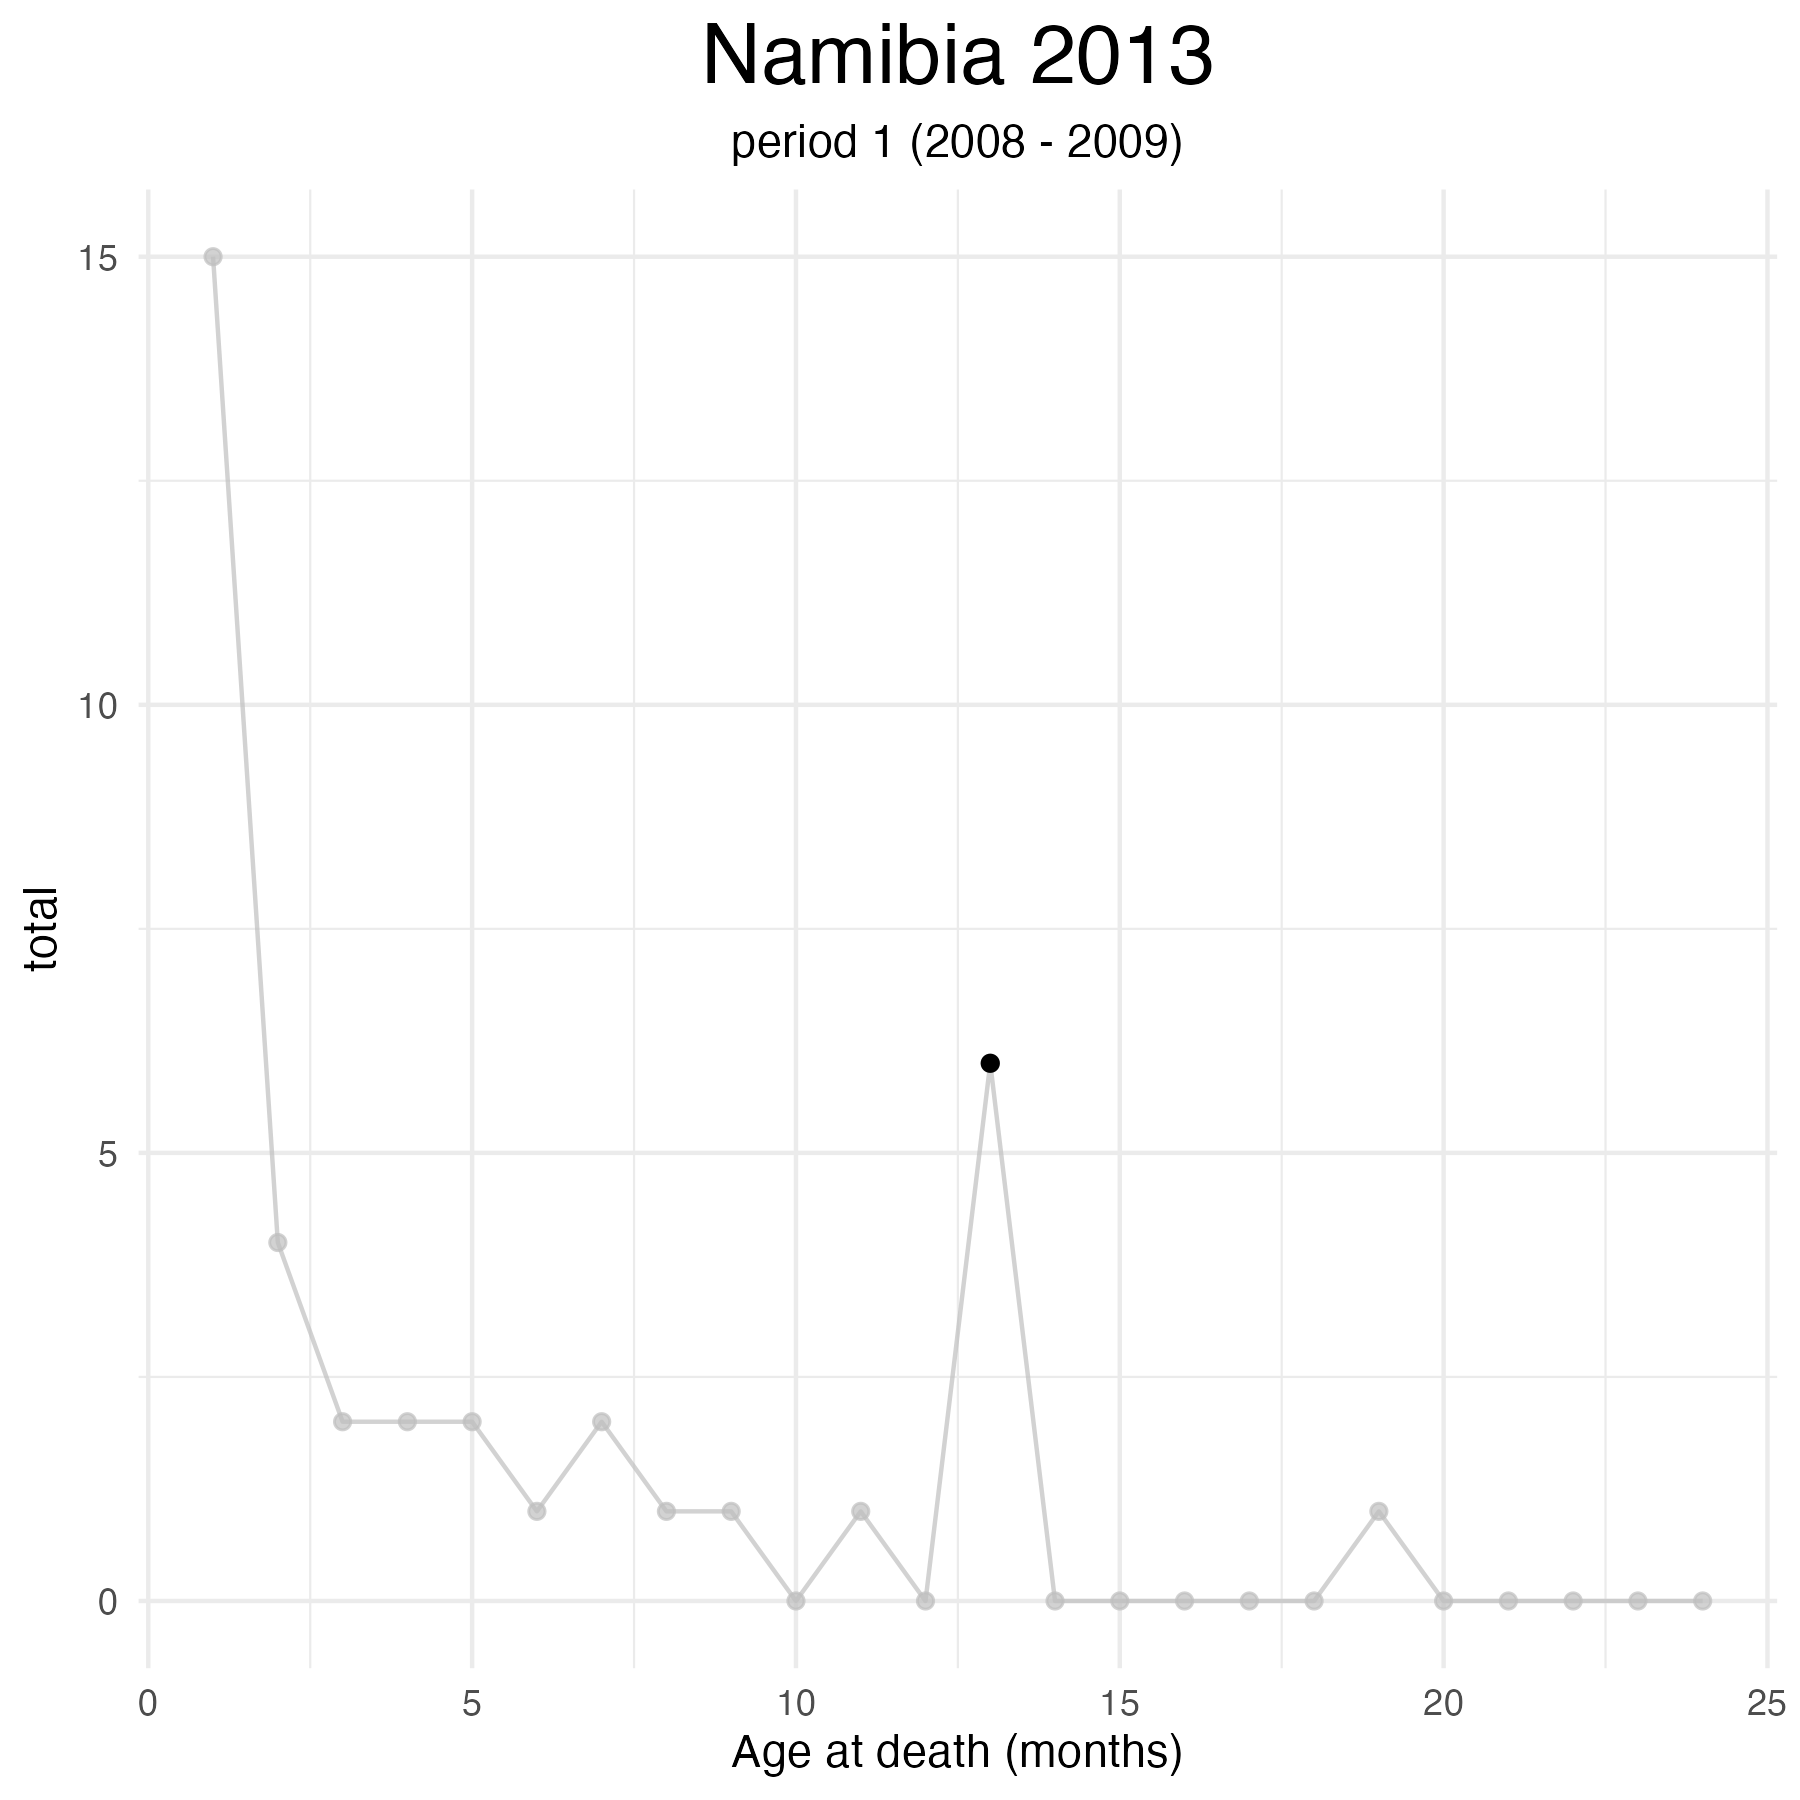 Namibia 2013
period 1 (2008 - 2009)
15
10
5
0
total
0 5 10 15 20 25
Age at death (months)